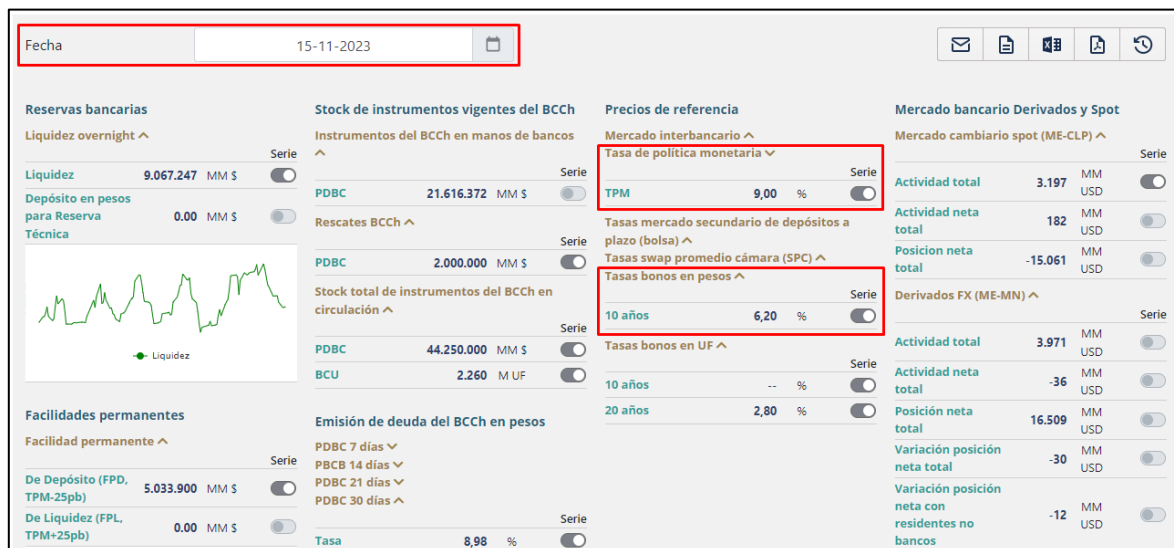 Fecha 15-11-2023
Reservas bancarias
Liquidez overnight
Serie
Liquidez 9.067.247 MM $
Depósito en pesos
para Reserva 0.00 MM $
Técnica
Liquidez
Facilidades permanentes
Facilidad permanente
Serie
De Depósito (FPD, 5.033.900 MM $
TPM-25pb)
De Liquidez (FPL, 0.00 MM $
TPM+25pb)
Stock de instrumentos vigentes del BCCh
Instrumentos del BCCh en manos de bancos
Serie
PDBC 21.616.372 MM $
Rescates BCCh
Serie
PDBC 2.000.000 MM $
Stock total de instrumentos del BCCh en
circulación
Serie
PDBC 44.250.000 MM $
BCU 2.260 M UF
Emisión de deuda del BCCh en pesos
PDBC 7 días
PBCB 14 días
PDBC 21 días
PDBC 30 días
Serie
Tasa 8,98 %
Precios de referencia
Mercado interbancario
Tasa de política monetaria
Serie
TPM 9,00 %
Tasas mercado secundario de depósitos a
plazo (bolsa)
Tasas swap promedio cámara (SPC)
Tasas bonos en pesos
Serie
10 años 6,20 %
Tasas bonos en UF
Serie
10 años -- %
20 años 2,80 %
Mercado bancario Derivados y Spot
Mercado cambiario spot (ME-CLP)
Serie
Actividad total 3.197 MM
USD
Actividad neta MM
total 182 USD
Posicion neta MM
total -15.061 USD
Derivados FX (ME-MN)
Serie
Actividad total 3.971 MM
USD
Actividad neta MM
total -36 USD
Posición neta MM
total 16.509 USD
Variación posición MM
neta total -30 USD
Variación posición
neta con MM
residentes no -12 USD
bancos